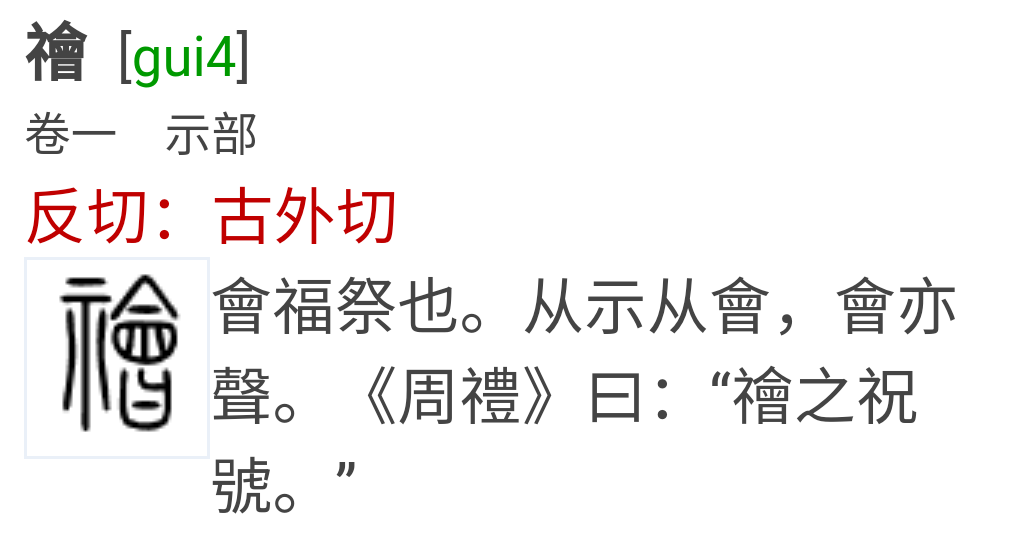 禬 [gui4]
卷一　示部
反切：古外切
會福祭也。从示从會，會亦
聲。《周禮》曰：“禬之祝
號。”